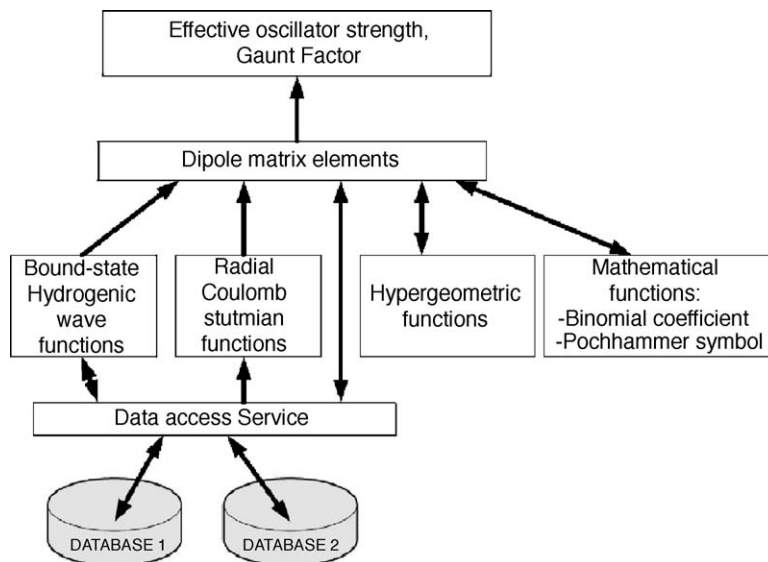 Effective oscillator strength,
Gaunt Factor
Dipole matrix elements
Bound-state
Hydrogenic
wave
functions
Radial
Coulomb
stutmian
functions
Hypergeometric
functions
Mathematical
functions:
-Binomial coefficient
-Pochhammer symbol
Data access Service
DATABASE 1
DATABASE 2